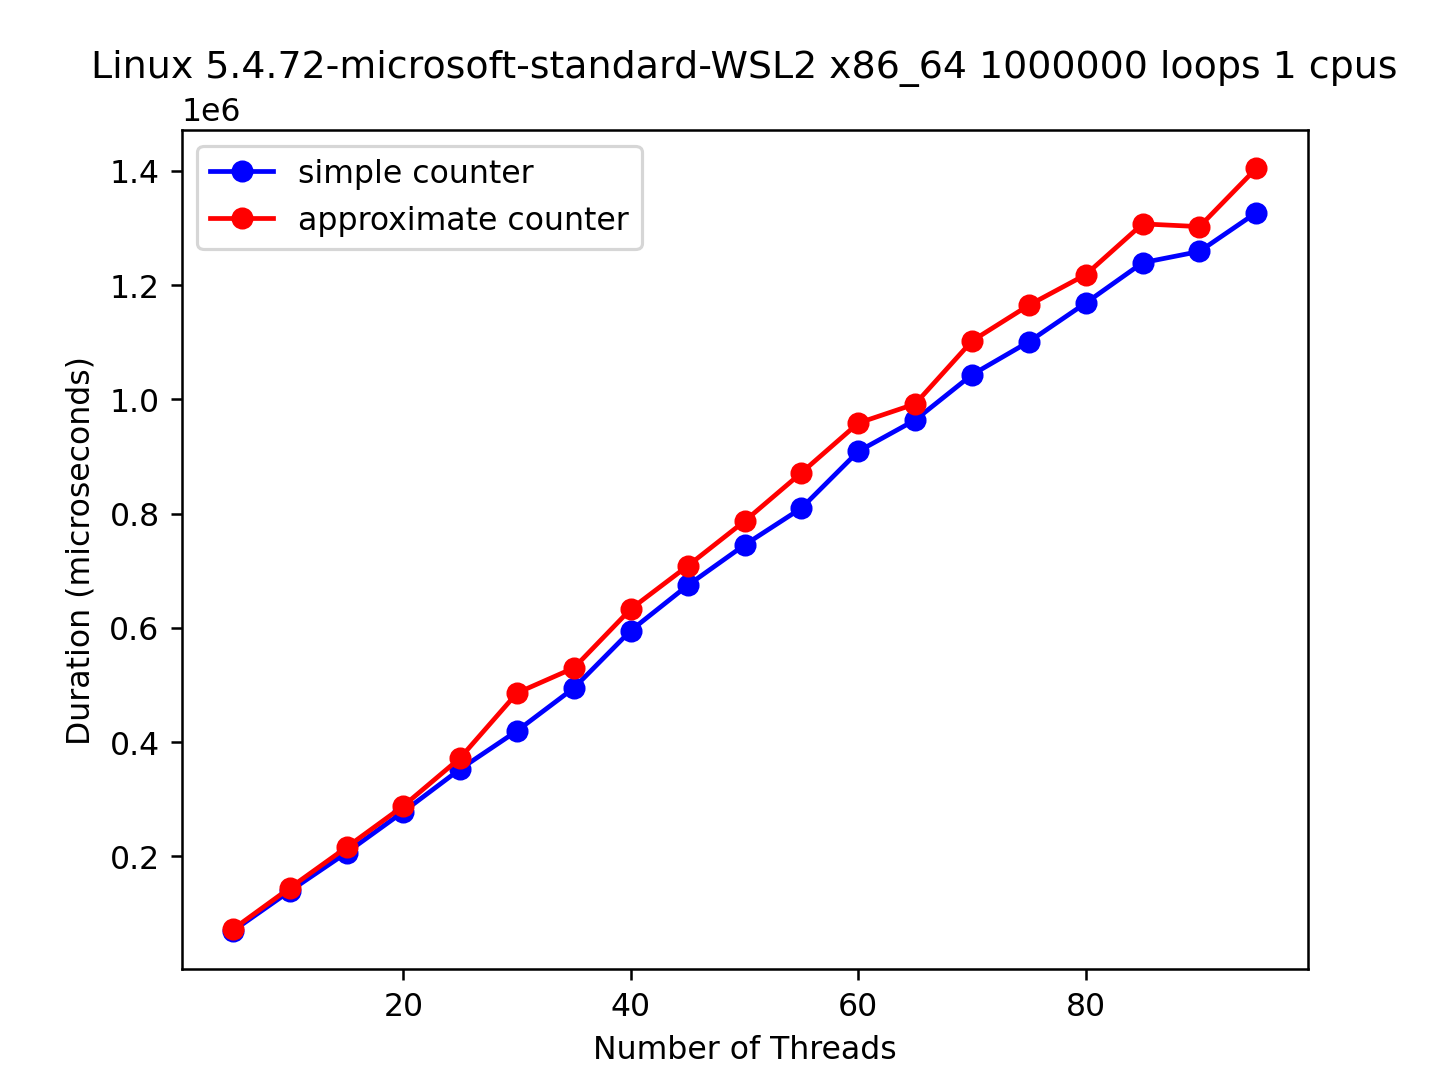 Linux 5.4.72-microsoft-standard-WSL2 x86_64 1000000 loops 1 cpus
1e6
simple counter
approximate counter
1.4
1.2
1.0
0.8
0.6
0.4
0.2
Duration (microseconds)
20 40 60 80
Number of Threads